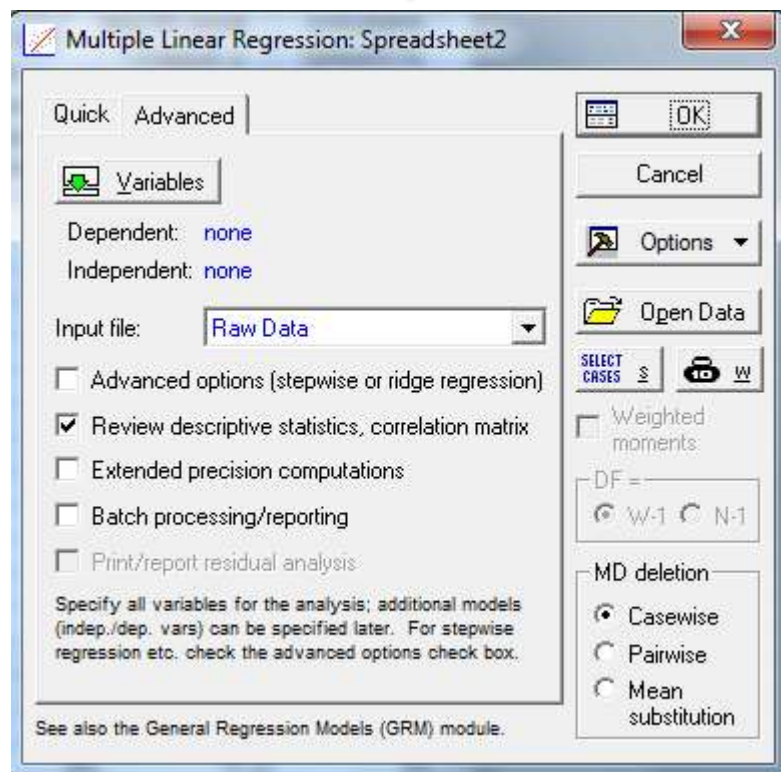 Multiple Linear Regression: Spreadsheet2
Quick
Advanced
Variables
Dependent: none
Independent: none
Input file: Raw Data
Advanced options (stepwise or ridge regression)
Review descriptive statistics, correlation matrix
Extended precision computations
Batch processing/reporting
Print/report residual analysis
Specify all variables for the analysis; additional models
(indep./dep. vars) can be specified later. For stepwise
regression etc. check the advanced options check box.
See also the General Regression Models (GRM) module.
OK
Cancel
Options
Open Data
SELECT
CASES S
W
Weighted
moments
DF =
W-1 N-1
MD deletion
Casewise
Pairwise
Mean
substitution